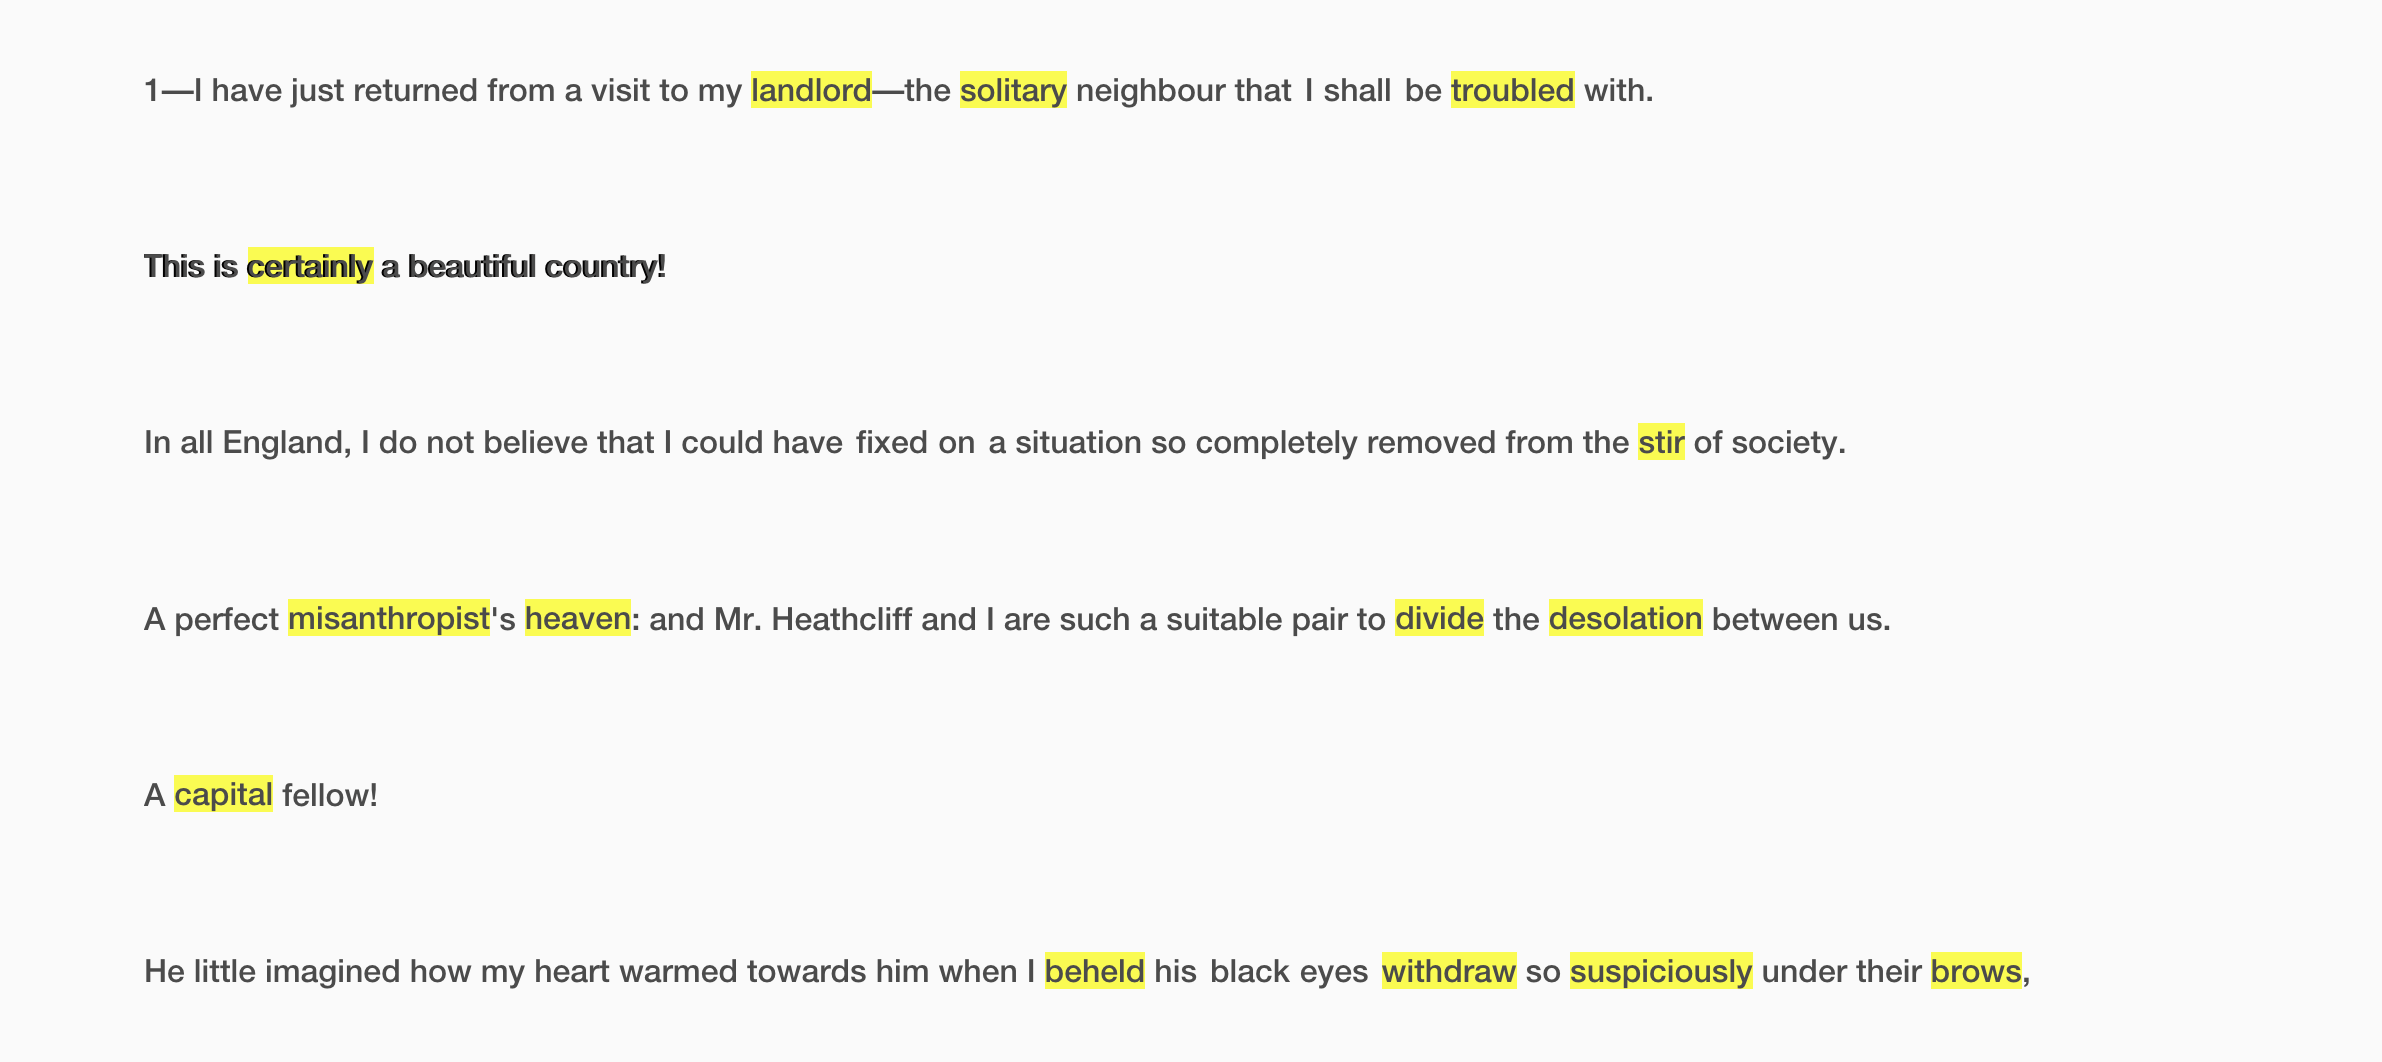 1—I have just returned from a visit to my landlord—the solitary neighbour that I shall be troubled with.
This is certainly a beautiful country!
In all England, I do not believe that I could have fixed on a situation so completely removed from the stir of society.
A perfect misanthropist's heaven: and Mr. Heathcliff and I are such a suitable pair to divide the desolation between us.
A capital fellow!
He little imagined how my heart warmed towards him when I beheld his black eyes withdraw so suspiciously under their brows,